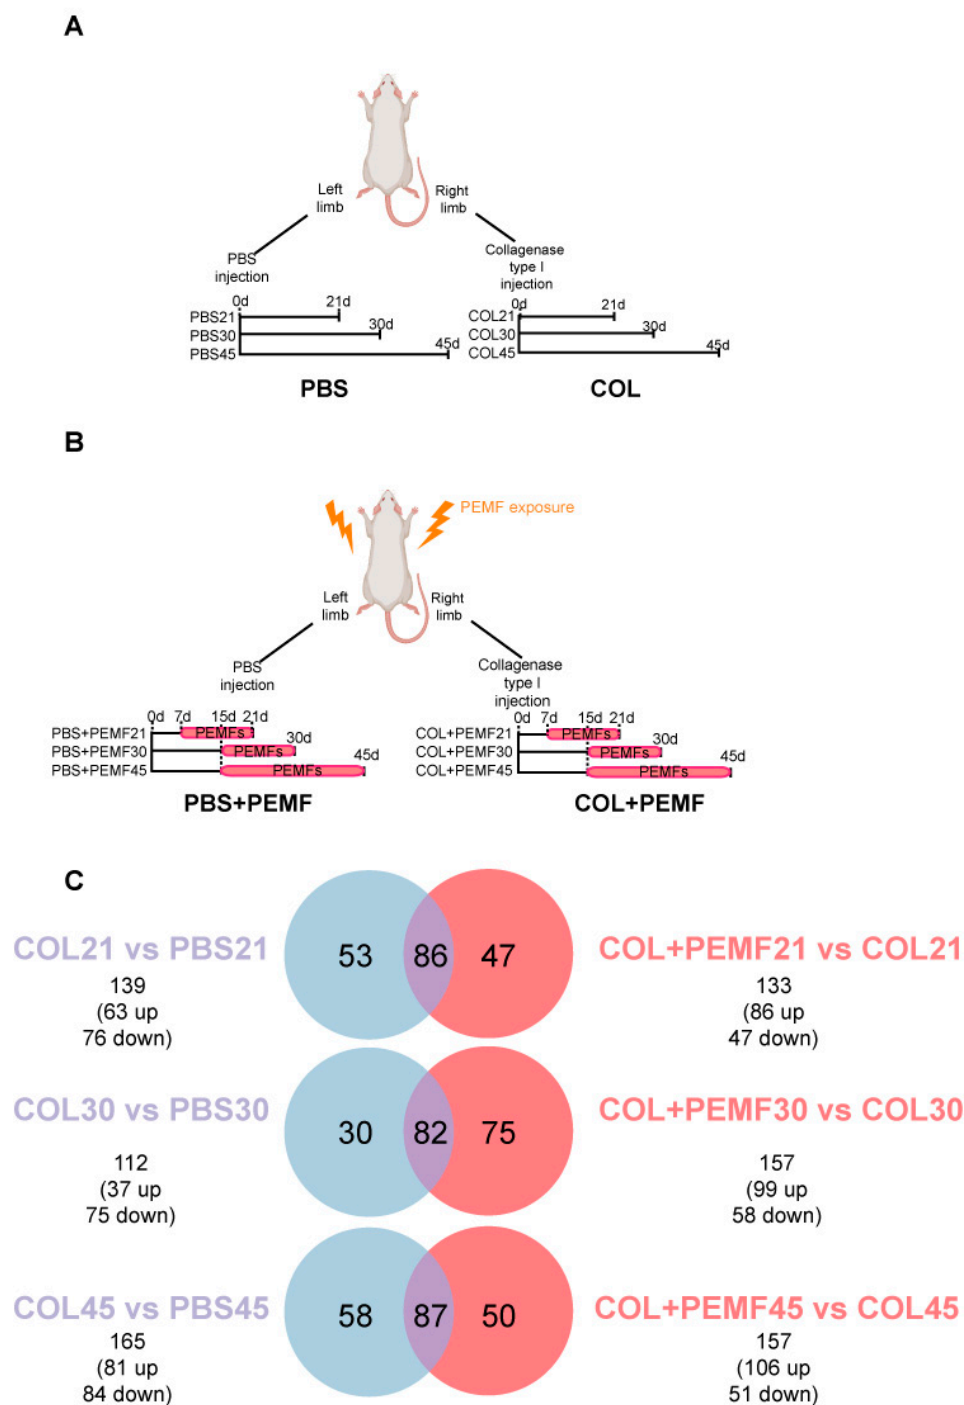 A
Left
limb
Right
limb
PBS
injection
Collagenase
type I
injection
0d
21d
PBS21
30d
PBS30
45d
PBS45
PBS
0d
21d
COL21
30d
COL30
45d
COL45
COL
B
PEMF exposure
Left
limb
Right
limb
PBS
injection
Collagenase
type I
injection
0d 7d 15d 21d
PBS+PEMF21 PEMFs
30d
PBS+PEMF30 PEMFs
45d
PBS+PEMF45 PEMFs
PBS+PEMF
0d 7d 15d 21d
COL+PEMF21 PEMFs
30d
COL+PEMF30 PEMFs
45d
COL+PEMF45 PEMFs
COL+PEMF
C
COL21 vs PBS21
139
(63 up
76 down)
53 86 47
COL+PEMF21 vs COL21
133
(86 up
47 down)
COL30 vs PBS30
112
(37 up
75 down)
30 82 75
COL+PEMF30 vs COL30
157
(99 up
58 down)
COL45 vs PBS45
165
(81 up
84 down)
58 87 50
COL+PEMF45 vs COL45
157
(106 up
51 down)